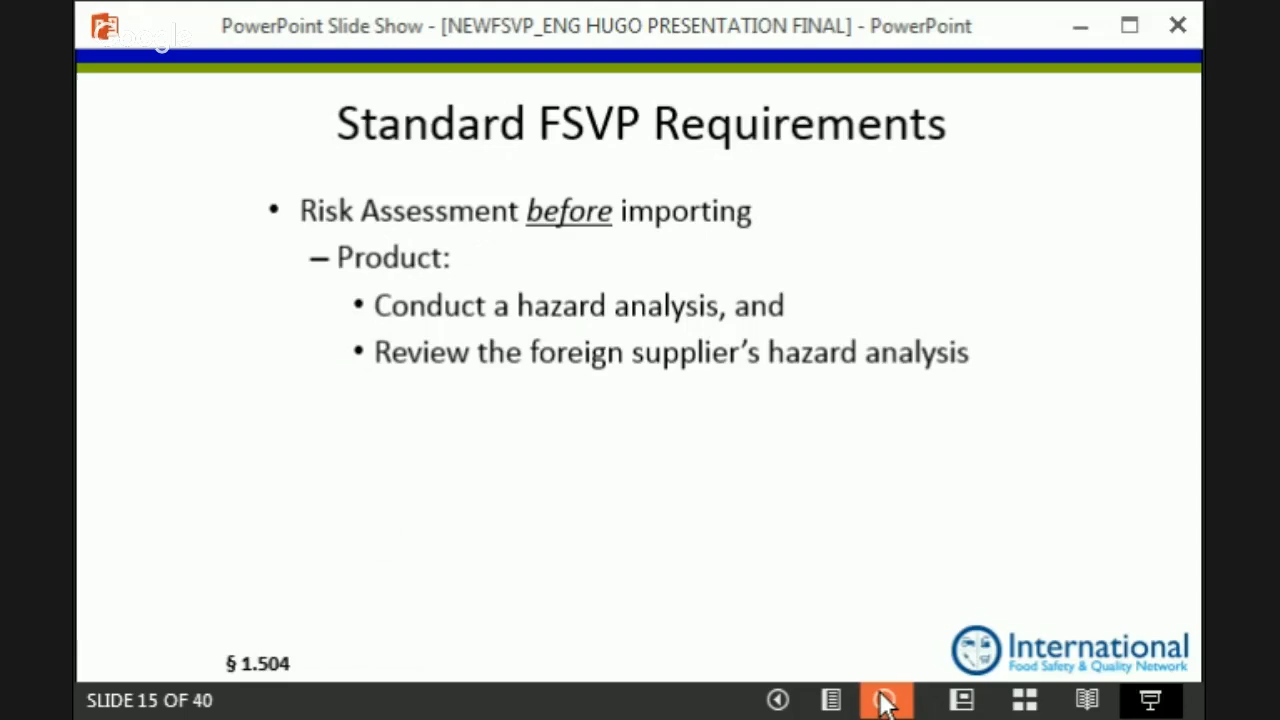 Google
PowerPoint Slide Show - [NEWFSVP_ENG HUGO PRESENTATION FINAL] - PowerPoint
Standard FSVP Requirements
• Risk Assessment before importing
– Product:
• Conduct a hazard analysis, and
• Review the foreign supplier’s hazard analysis
§ 1.504
International
Food Safety & Quality Network
SLIDE 15 OF 40